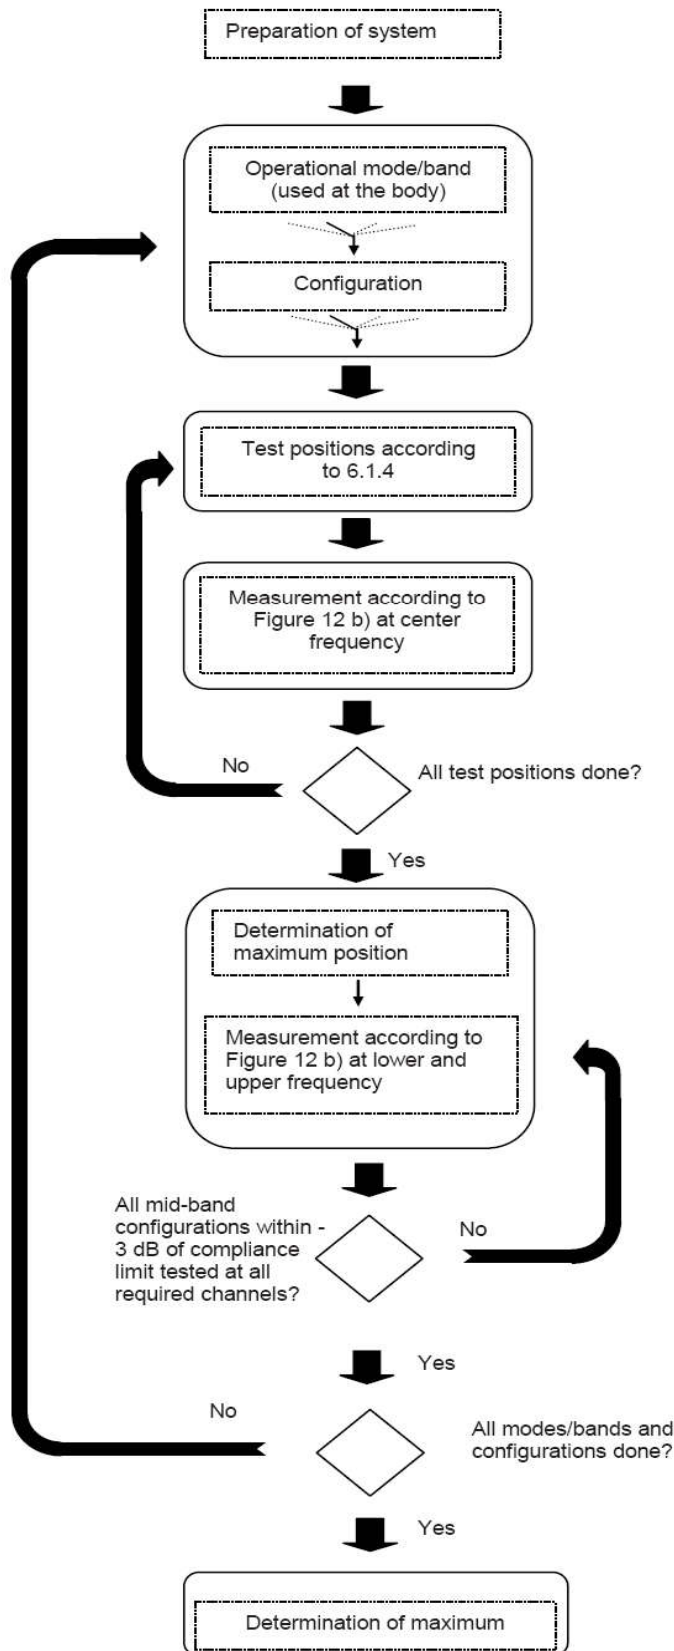 Preparation of system
Operational mode/band
(used at the body)
Configuration
Test positions according
to 6.1.4
Measurement according to
Figure 12 b) at center
frequency
No
All test positions done?
Yes
Determination of
maximum position
Measurement according to
Figure 12 b) at lower and
upper frequency
All mid-band
configurations within -
3 dB of compliance
limit tested at all
required channels?
No
Yes
No
All modes/bands and
configurations done?
Yes
Determination of maximum